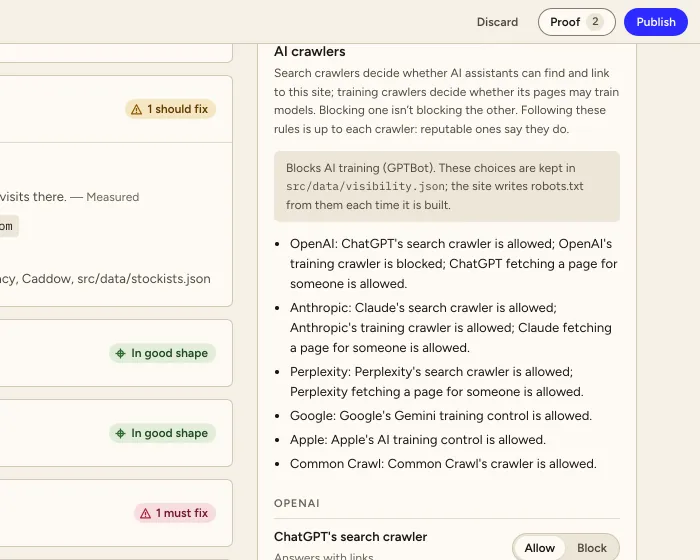 Discard
Proof 2
Publish
1 should fix
visits there. — Measured
om
cy, Caddow, src/data/stockists.json
In good shape
In good shape
1 must fix
AI crawlers
Search crawlers decide whether AI assistants can find and link
to this site; training crawlers decide whether its pages may train
models. Blocking one isn't blocking the other. Following these
rules is up to each crawler: reputable ones say they do.
Blocks AI training (GPTBot). These choices are kept in
src/data/visibility.json; the site writes robots.txt
from them each time it is built.
• OpenAI: ChatGPT's search crawler is allowed; OpenAI's
training crawler is blocked; ChatGPT fetching a page for
someone is allowed.
• Anthropic: Claude's search crawler is allowed;
Anthropic's training crawler is allowed; Claude fetching
a page for someone is allowed.
• Perplexity: Perplexity's search crawler is allowed;
Perplexity fetching a page for someone is allowed.
• Google: Google's Gemini training control is allowed.
• Apple: Apple's AI training control is allowed.
• Common Crawl: Common Crawl's crawler is allowed.
OPENAI
ChatGPT's search crawler
Answers with links
Allow
Block